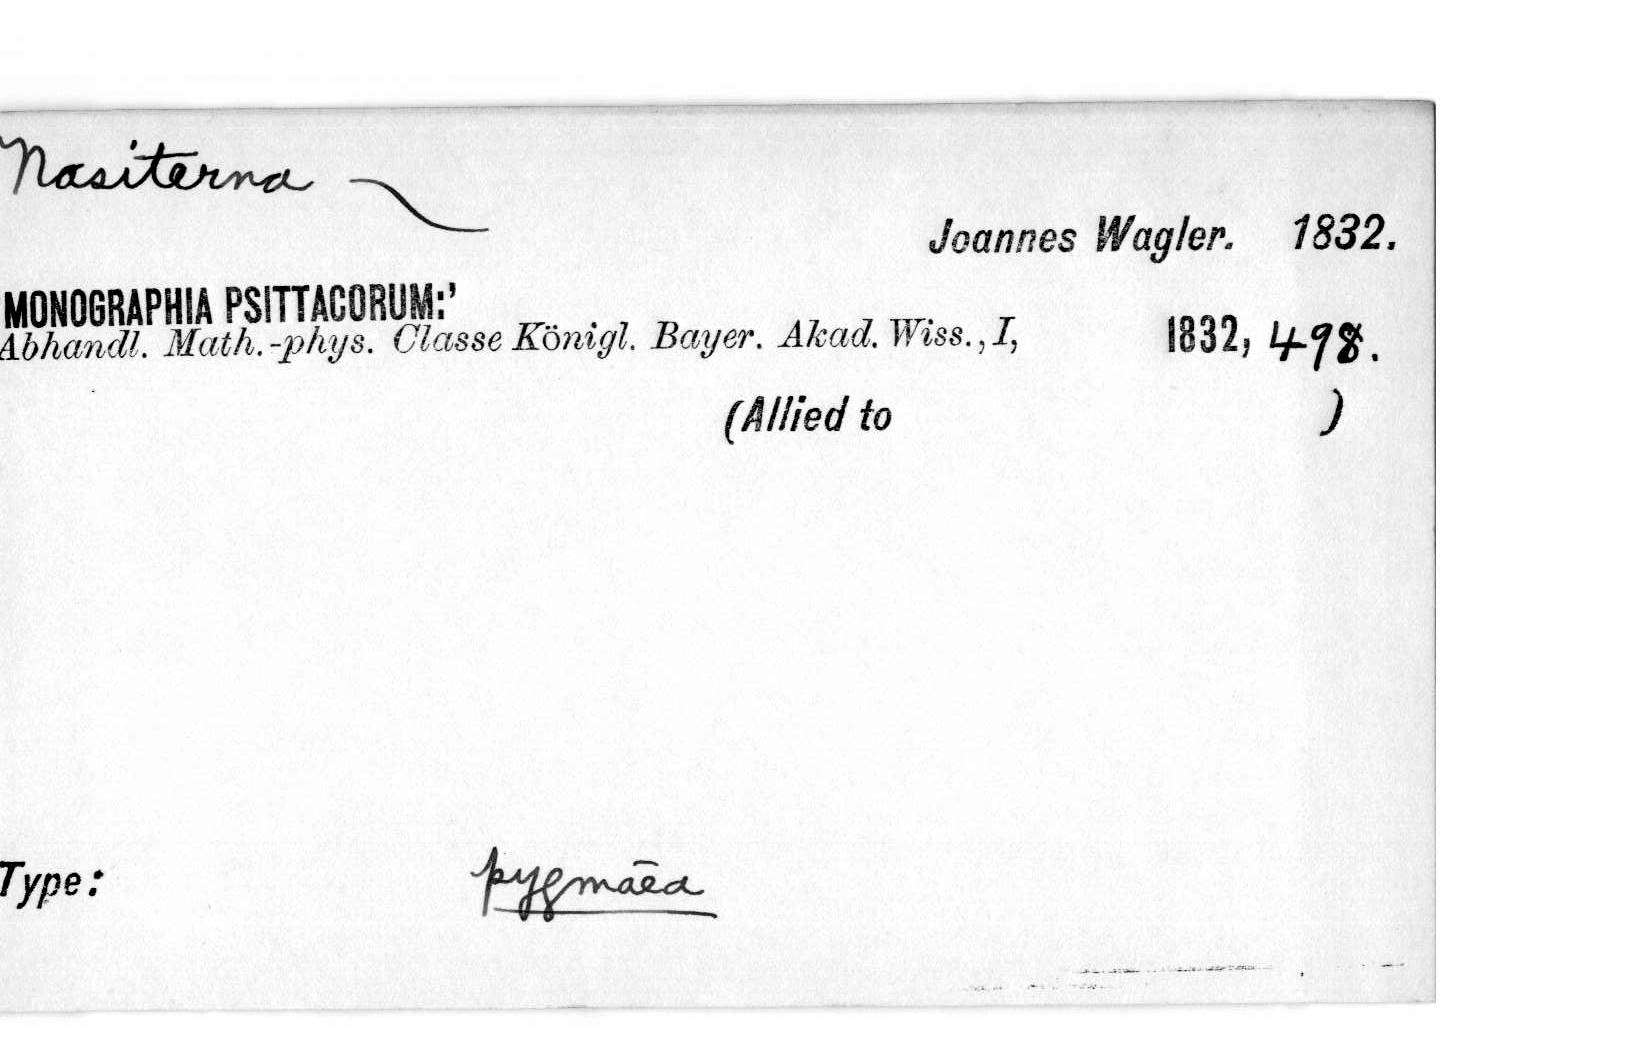 Nasiterna
Joannes Wagler. 1832.
MONOGRAPHIA PSITTACORUM:'
Abhandl. Math.-phys. Classe Königl. Bayer. Akad. Wiss., I, 1832, 498.
(Allied to )
Type: pygmāea